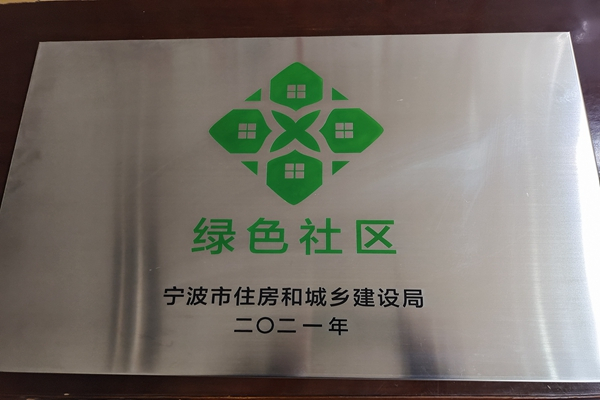 绿色社区
宁波市住房和城乡建设局
二〇二一年